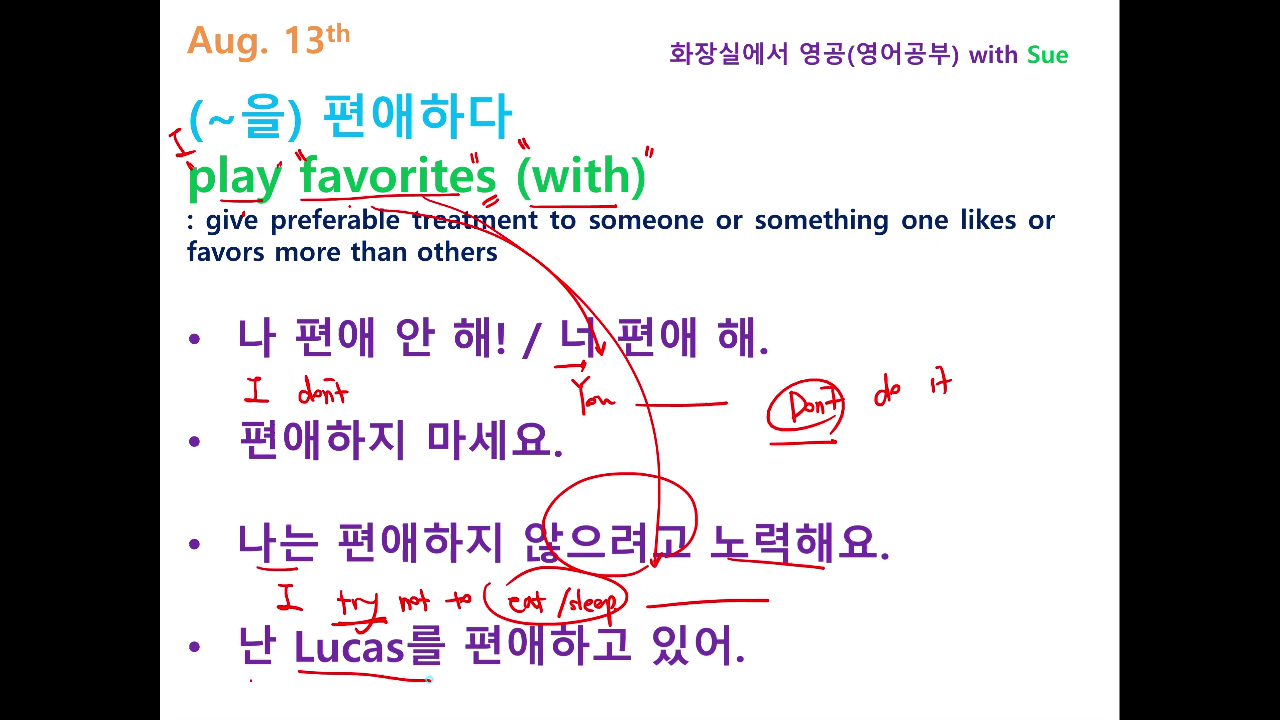 Aug. 13th
화장실에서 영공(영어공부) with Sue
(~을) 편애하다
I
play "favorites" "(with)"
: give preferable treatment to someone or something one likes or
favors more than others
• 나 편애 안 해! / 너 편애 해.
I don't You Don't do it
• 편애하지 마세요.
• 나는 편애하지 않으려고 노력해요.
I try not to eat/sleep
• 난 Lucas를 편애하고 있어.